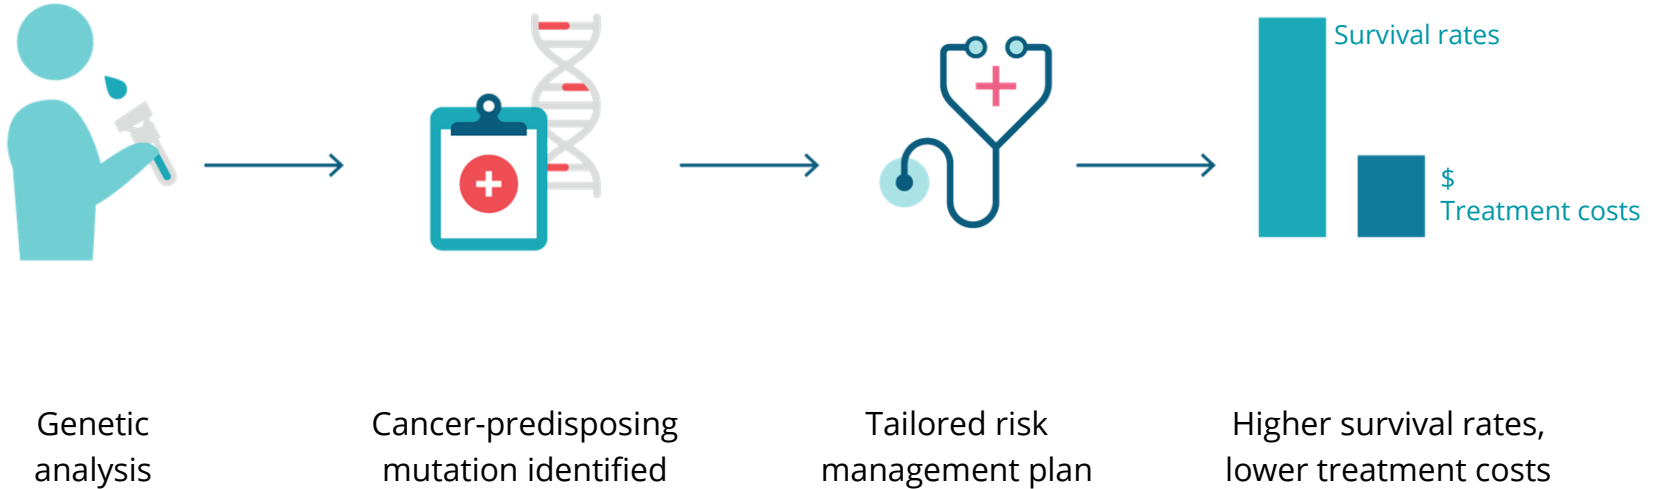 Survival rates
$
Treatment costs
Genetic
analysis
Cancer-predisposing
mutation identified
Tailored risk
management plan
Higher survival rates,
lower treatment costs